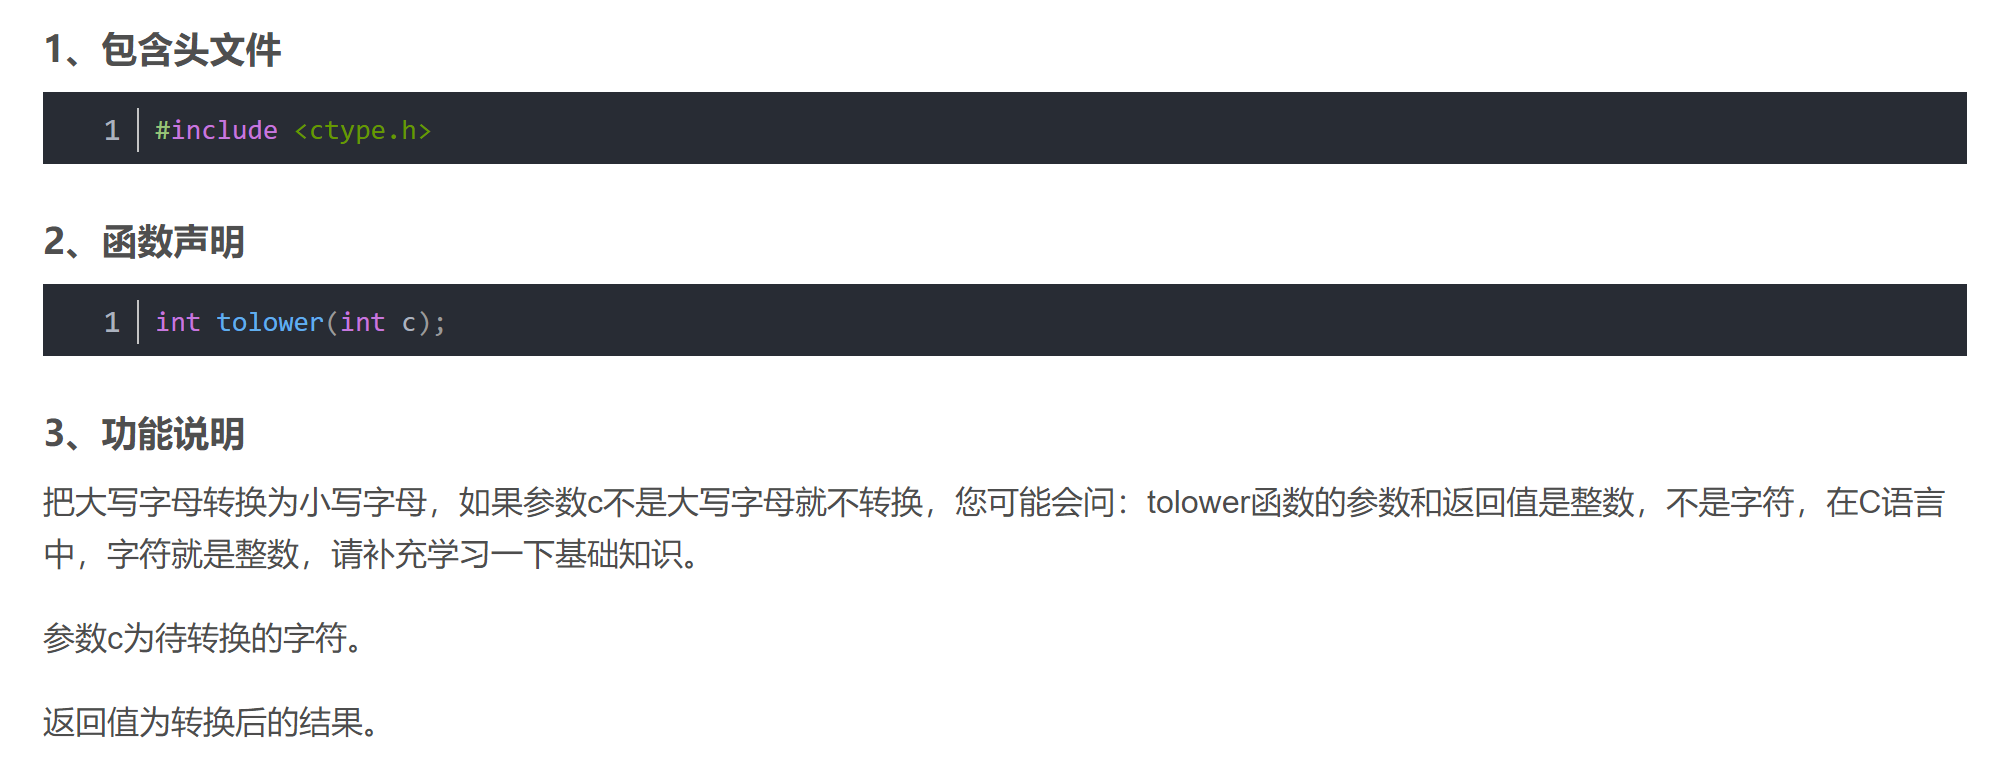 1、包含头文件
1 #include <ctype.h>
2、函数声明
1 int tolower(int c);
3、功能说明
把大写字母转换为小写字母，如果参数c不是大写字母就不转换，您可能会问：tolower函数的参数和返回值是整数，不是字符，在C语言
中，字符就是整数，请补充学习一下基础知识。
参数c为待转换的字符。
返回值为转换后的结果。